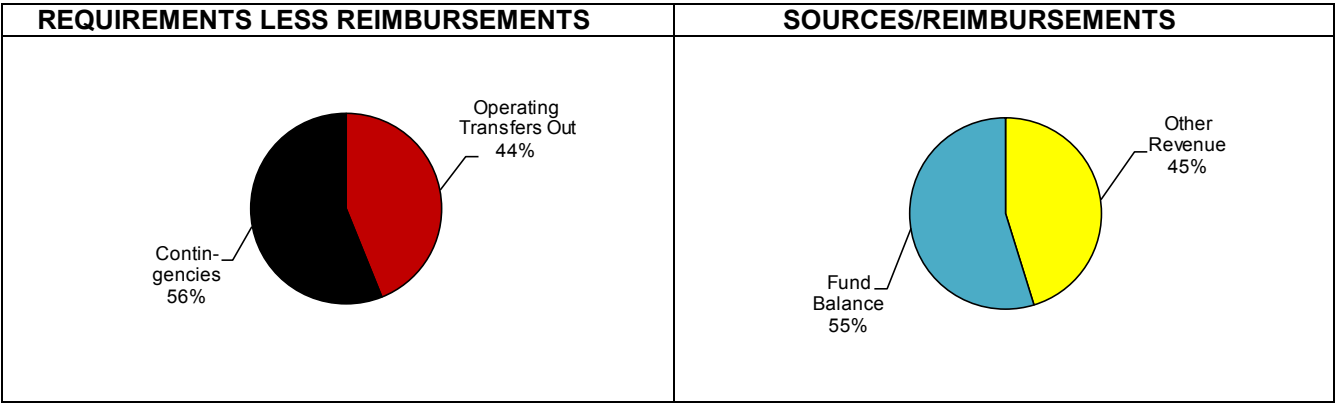 REQUIREMENTS LESS REIMBURSEMENTS
SOURCES/REIMBURSEMENTS
Operating
Transfers Out
44%
Contin-
gencies
56%
Other
Revenue
45%
Fund
Balance
55%